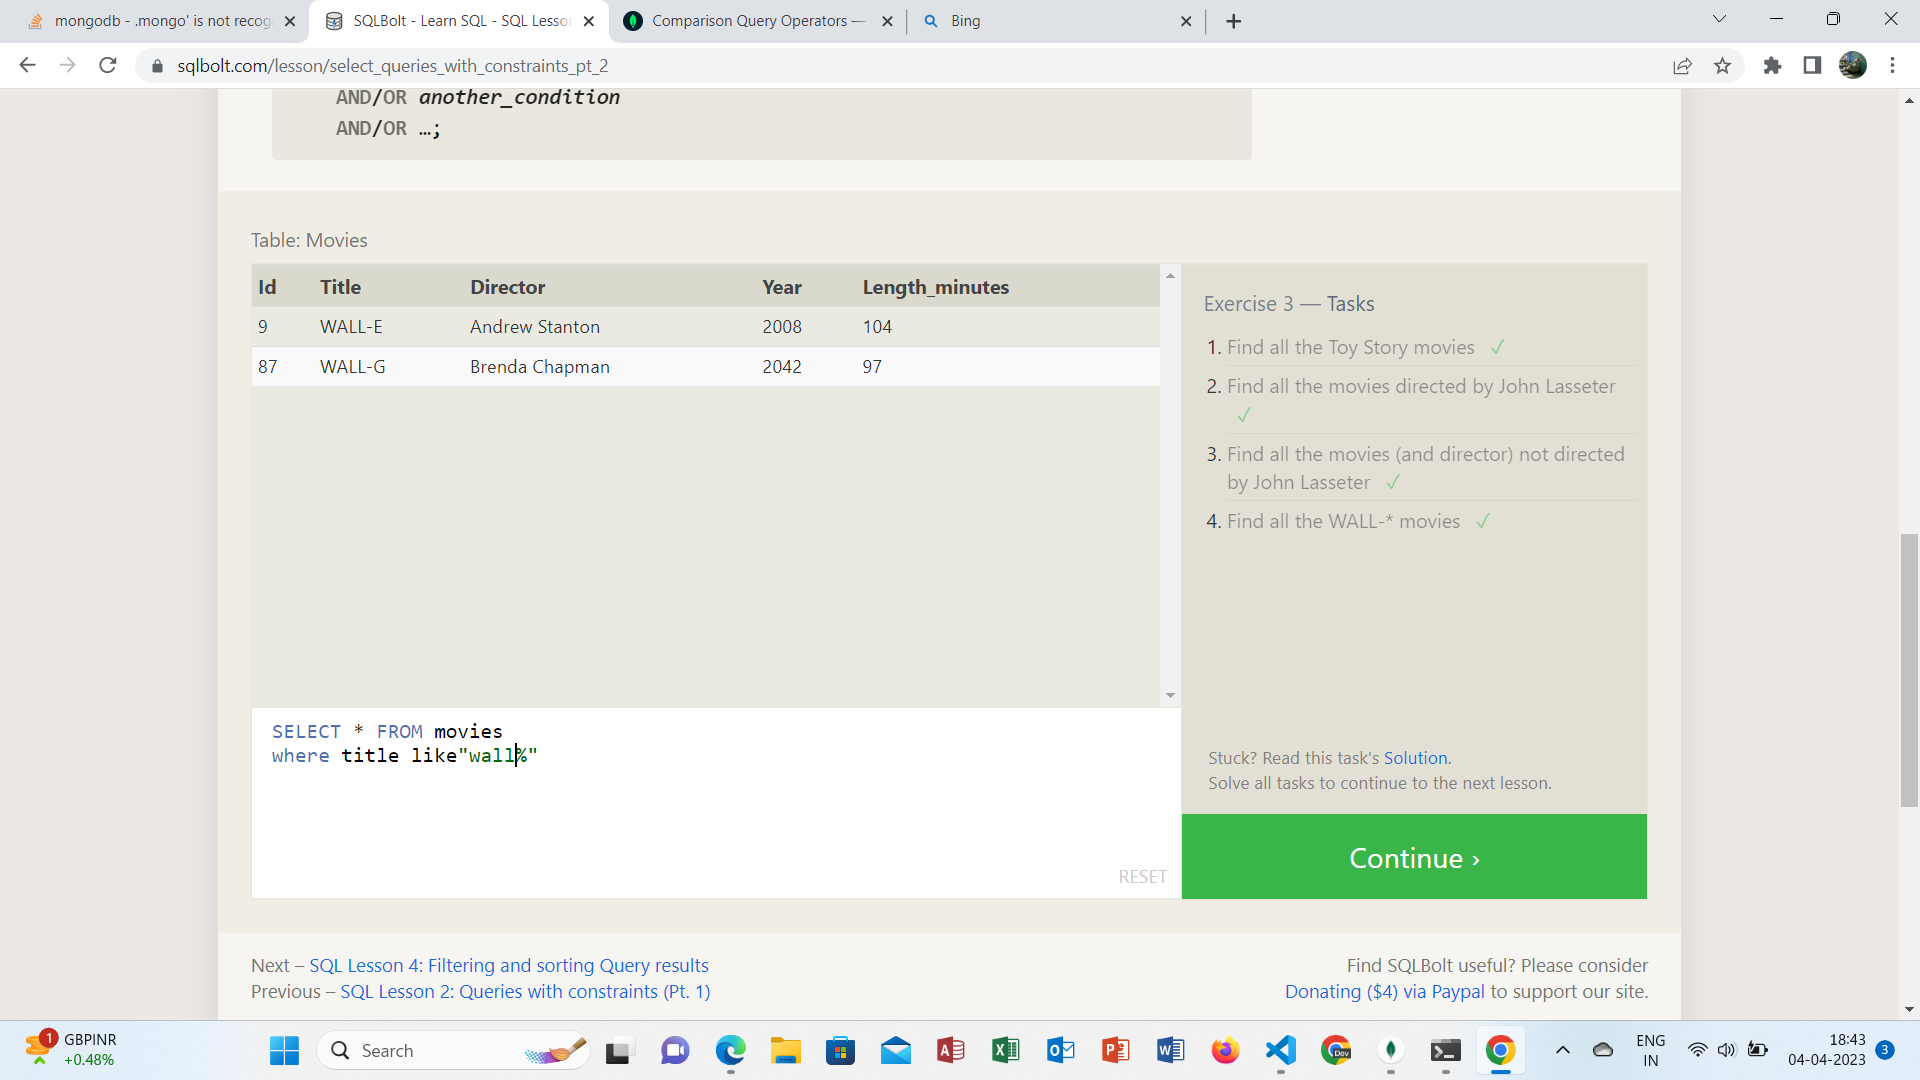 mongodb - .mongo' is not recog
SQLBolt - Learn SQL - SQL Lesson
Comparison Query Operators —
Bing
sqlbolt.com/lesson/select_queries_with_constraints_pt_2
AND/OR another_condition
AND/OR …;
Table: Movies
Id Title Director Year Length_minutes
9 WALL-E Andrew Stanton 2008 104
87 WALL-G Brenda Chapman 2042 97
Exercise 3 — Tasks
1. Find all the Toy Story movies ✓
2. Find all the movies directed by John Lasseter
✓
3. Find all the movies (and director) not directed
by John Lasseter ✓
4. Find all the WALL-* movies ✓
SELECT * FROM movies
where title like"wall%"
RESET
Stuck? Read this task's Solution.
Solve all tasks to continue to the next lesson.
Continue ›
Next – SQL Lesson 4: Filtering and sorting Query results
Previous – SQL Lesson 2: Queries with constraints (Pt. 1)
Find SQLBolt useful? Please consider
Donating ($4) via Paypal to support our site.
1
GBPINR
+0.48%
Search
Dev
ENG
IN
18:43
04-04-2023
3